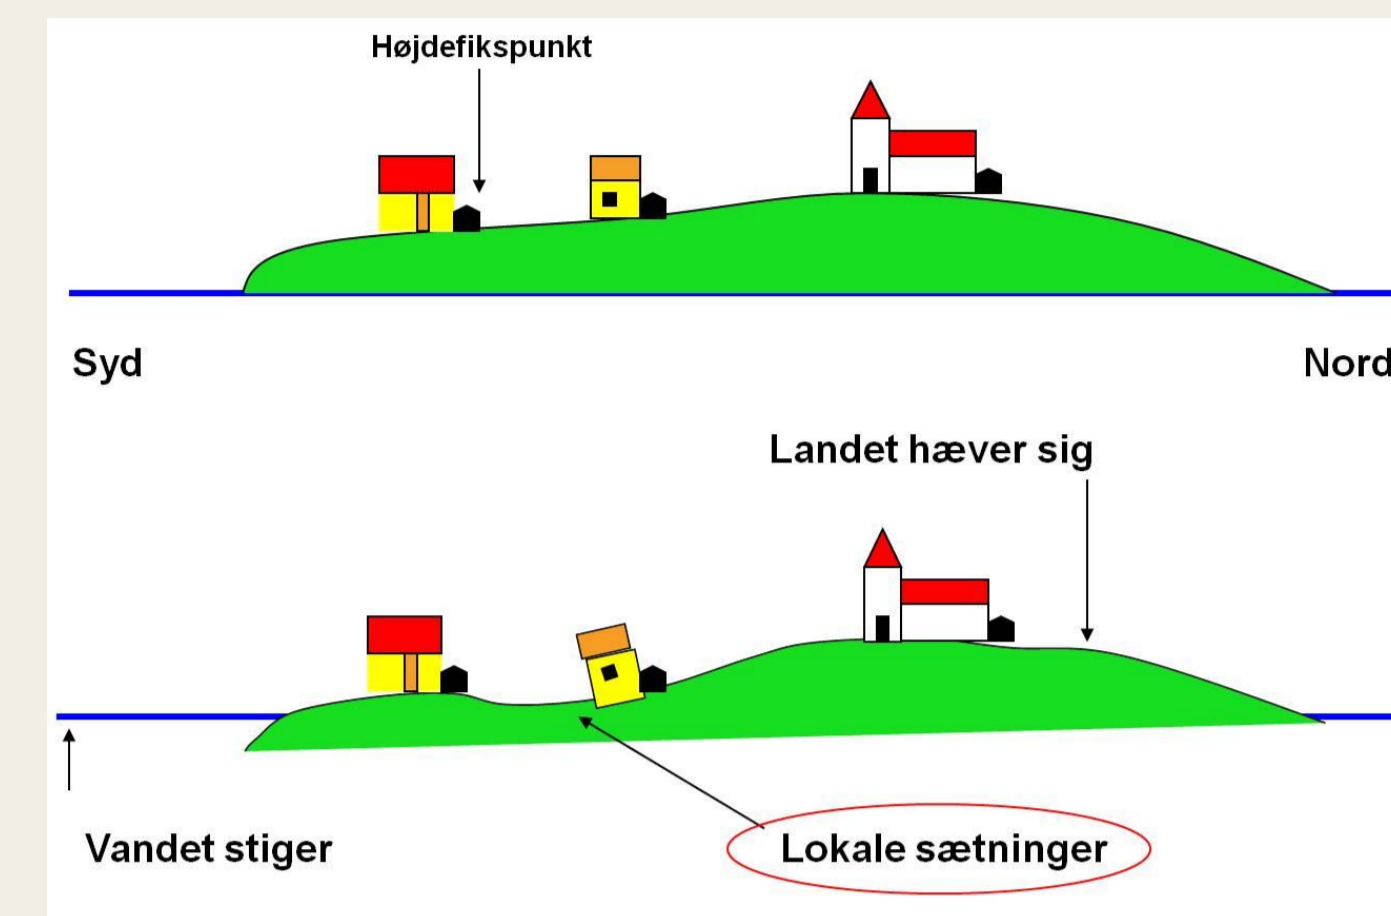 Højdefikspunkt
Syd
Nord
Landet hæver sig
Vandet stiger
Lokale sætninger